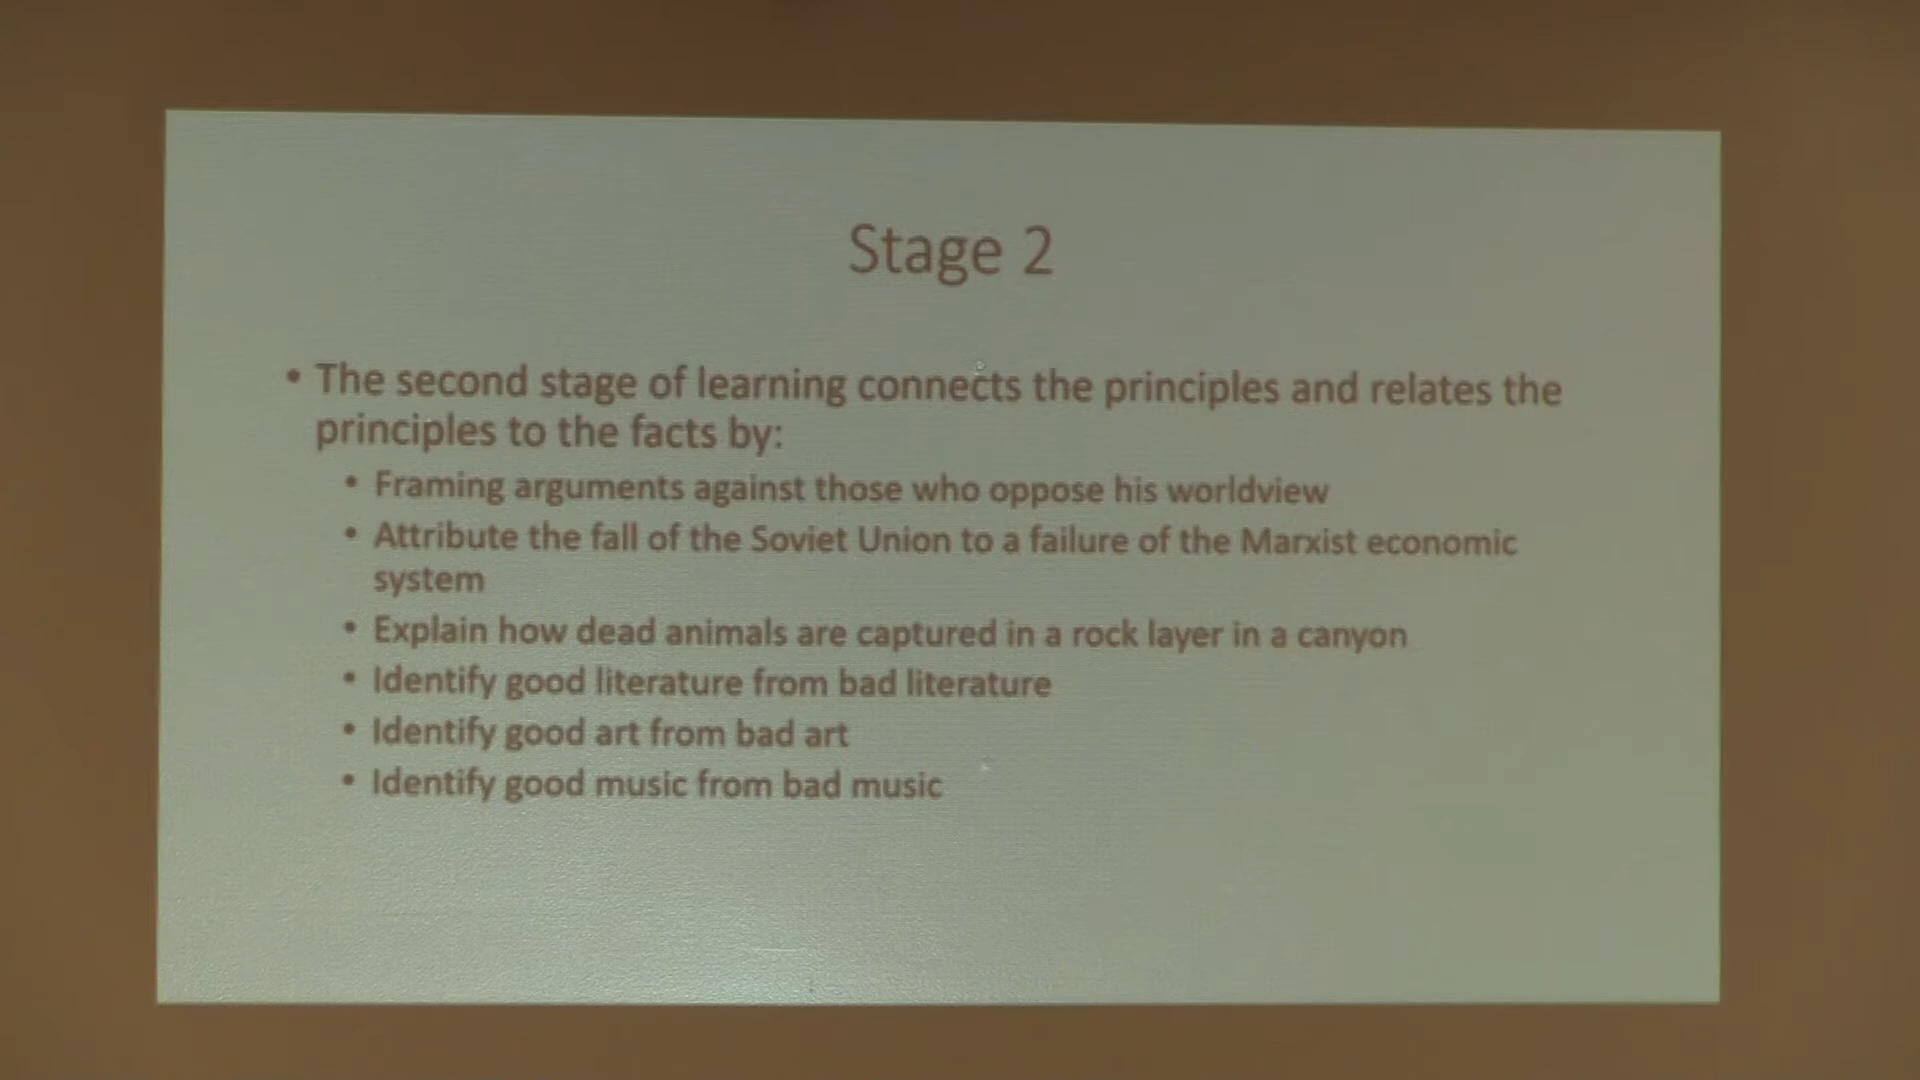 Stage 2
• The second stage of learning connects the principles and relates the
principles to the facts by:
• Framing arguments against those who oppose his worldview
• Attribute the fall of the Soviet Union to a failure of the Marxist economic
system
• Explain how dead animals are captured in a rock layer in a canyon
• Identify good literature from bad literature
• Identify good art from bad art
• Identify good music from bad music